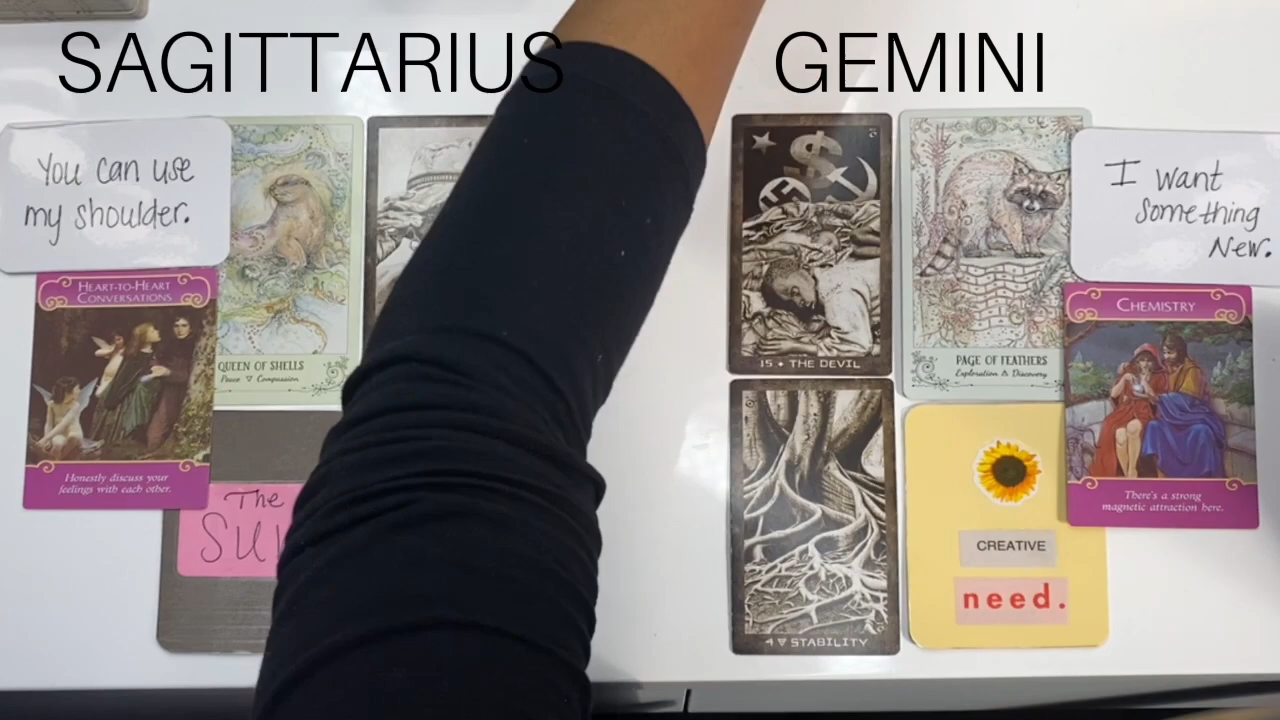 SAGITTARIUS
GEMINI
You can use
my shoulder.
HEART-TO-HEART
CONVERSATIONS
Honestly discuss your
feelings with each other.
QUEEN OF SHELLS
Peace ▽ Compassion
The
15 • THE DEVIL
PAGE OF FEATHERS
Exploration △ Discovery
I want
Something
New.
CHEMISTRY
There's a strong
magnetic attraction here.
4 STABILITY
CREATIVE
need.